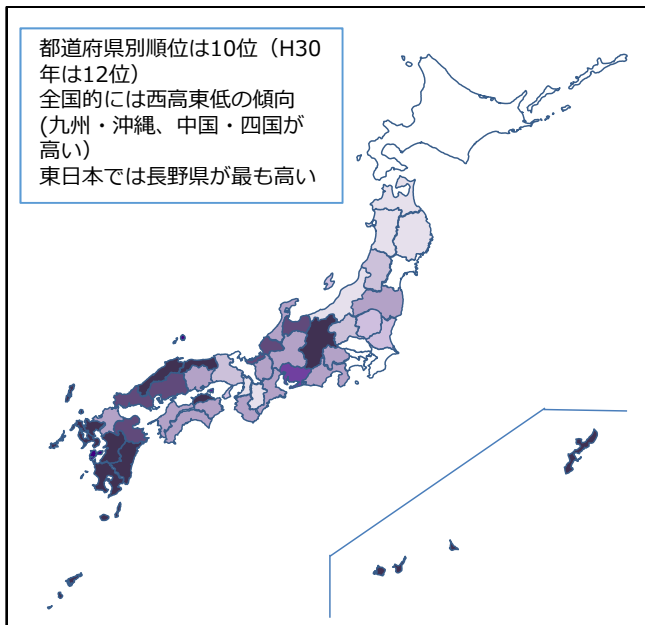 都道府県別順位は10位（H30
年は12位）
全国的には西高東低の傾向
(九州・沖縄、中国・四国が
高い）
東日本では長野県が最も高い